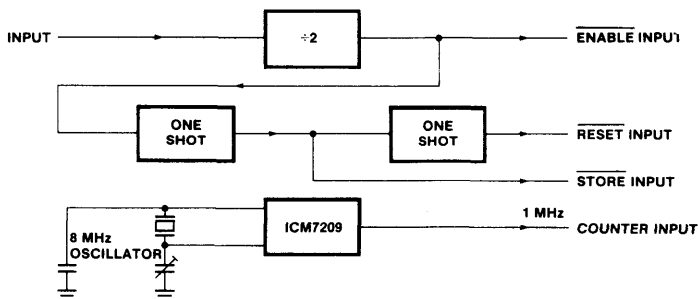 INPUT
÷2
ENABLE INPUT
ONE
SHOT
ONE
SHOT
RESET INPUT
STORE INPUT
8 MHz
OSCILLATOR
ICM7209
1 MHz
COUNTER INPUT